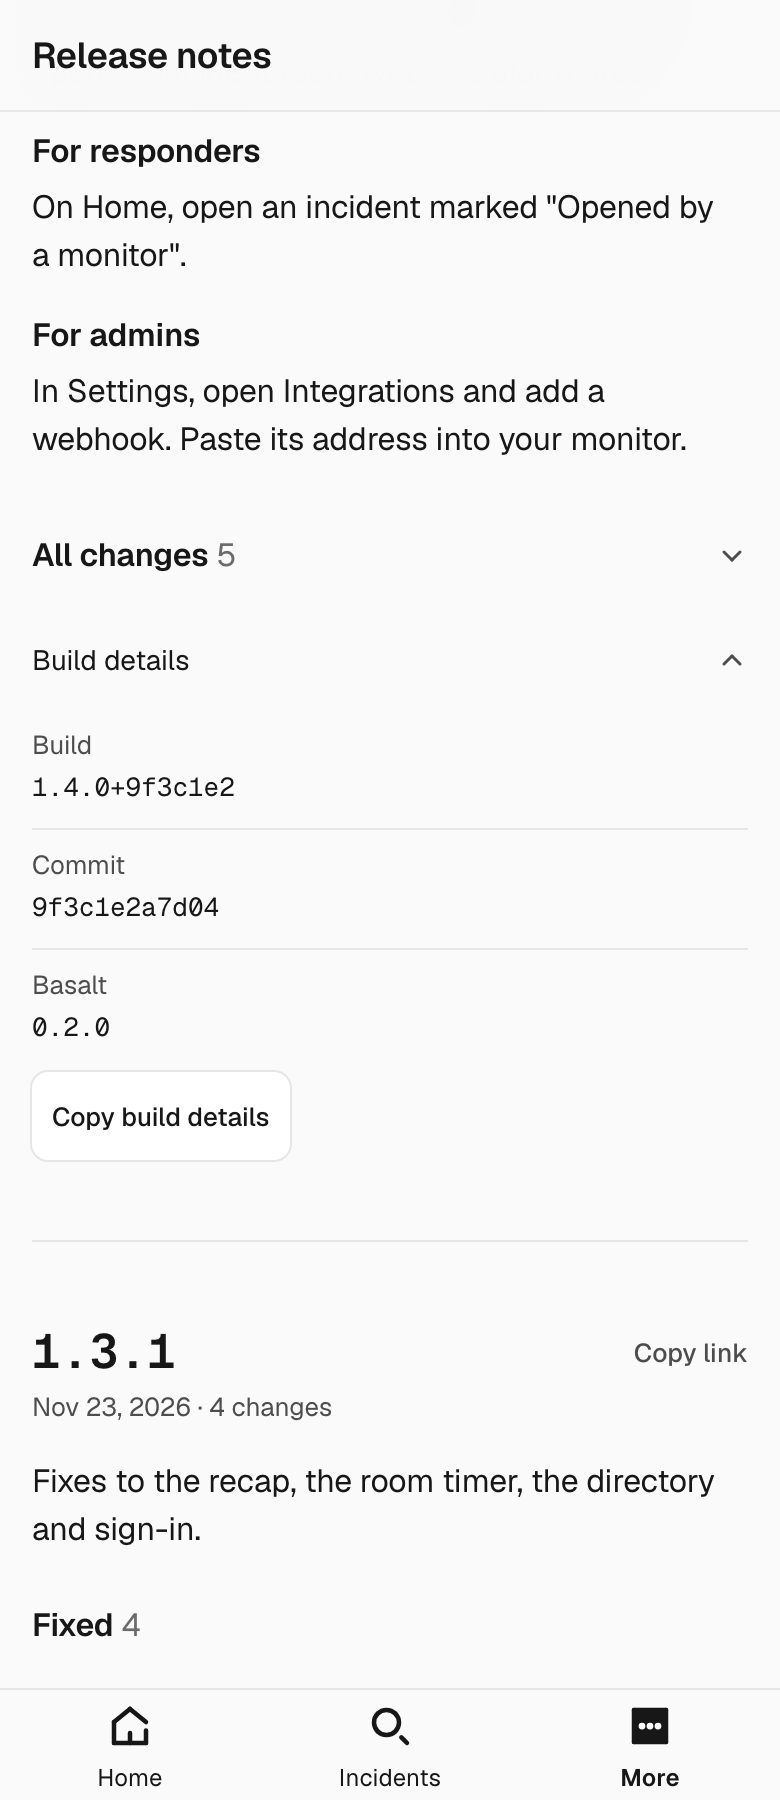 Release notes
For responders
On Home, open an incident marked "Opened by
a monitor".
For admins
In Settings, open Integrations and add a
webhook. Paste its address into your monitor.
All changes 5
Build details
Build
1.4.0+9f3c1e2
Commit
9f3c1e2a7d04
Basalt
0.2.0
Copy build details
1.3.1
Copy link
Nov 23, 2026 · 4 changes
Fixes to the recap, the room timer, the directory
and sign-in.
Fixed 4
Home
Incidents
More